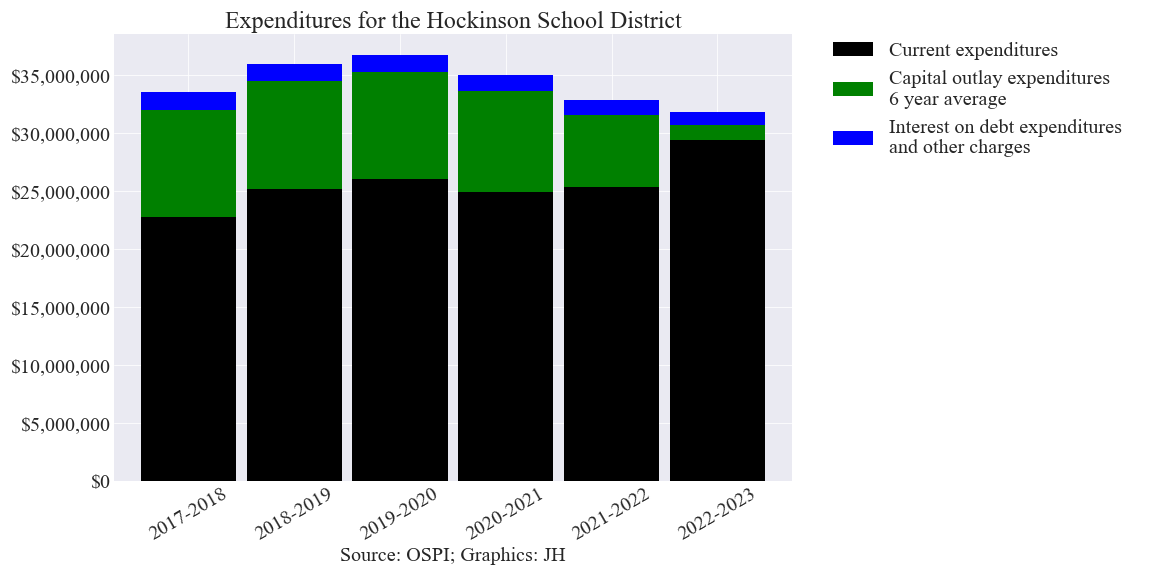 Expenditures for the Hockinson School District
$35,000,000
$30,000,000
$25,000,000
$20,000,000
$15,000,000
$10,000,000
$5,000,000
$0
2017-2018
2018-2019
2019-2020
2020-2021
2021-2022
2022-2023
Source: OSPI; Graphics: JH
Current expenditures
Capital outlay expenditures
6 year average
Interest on debt expenditures
and other charges